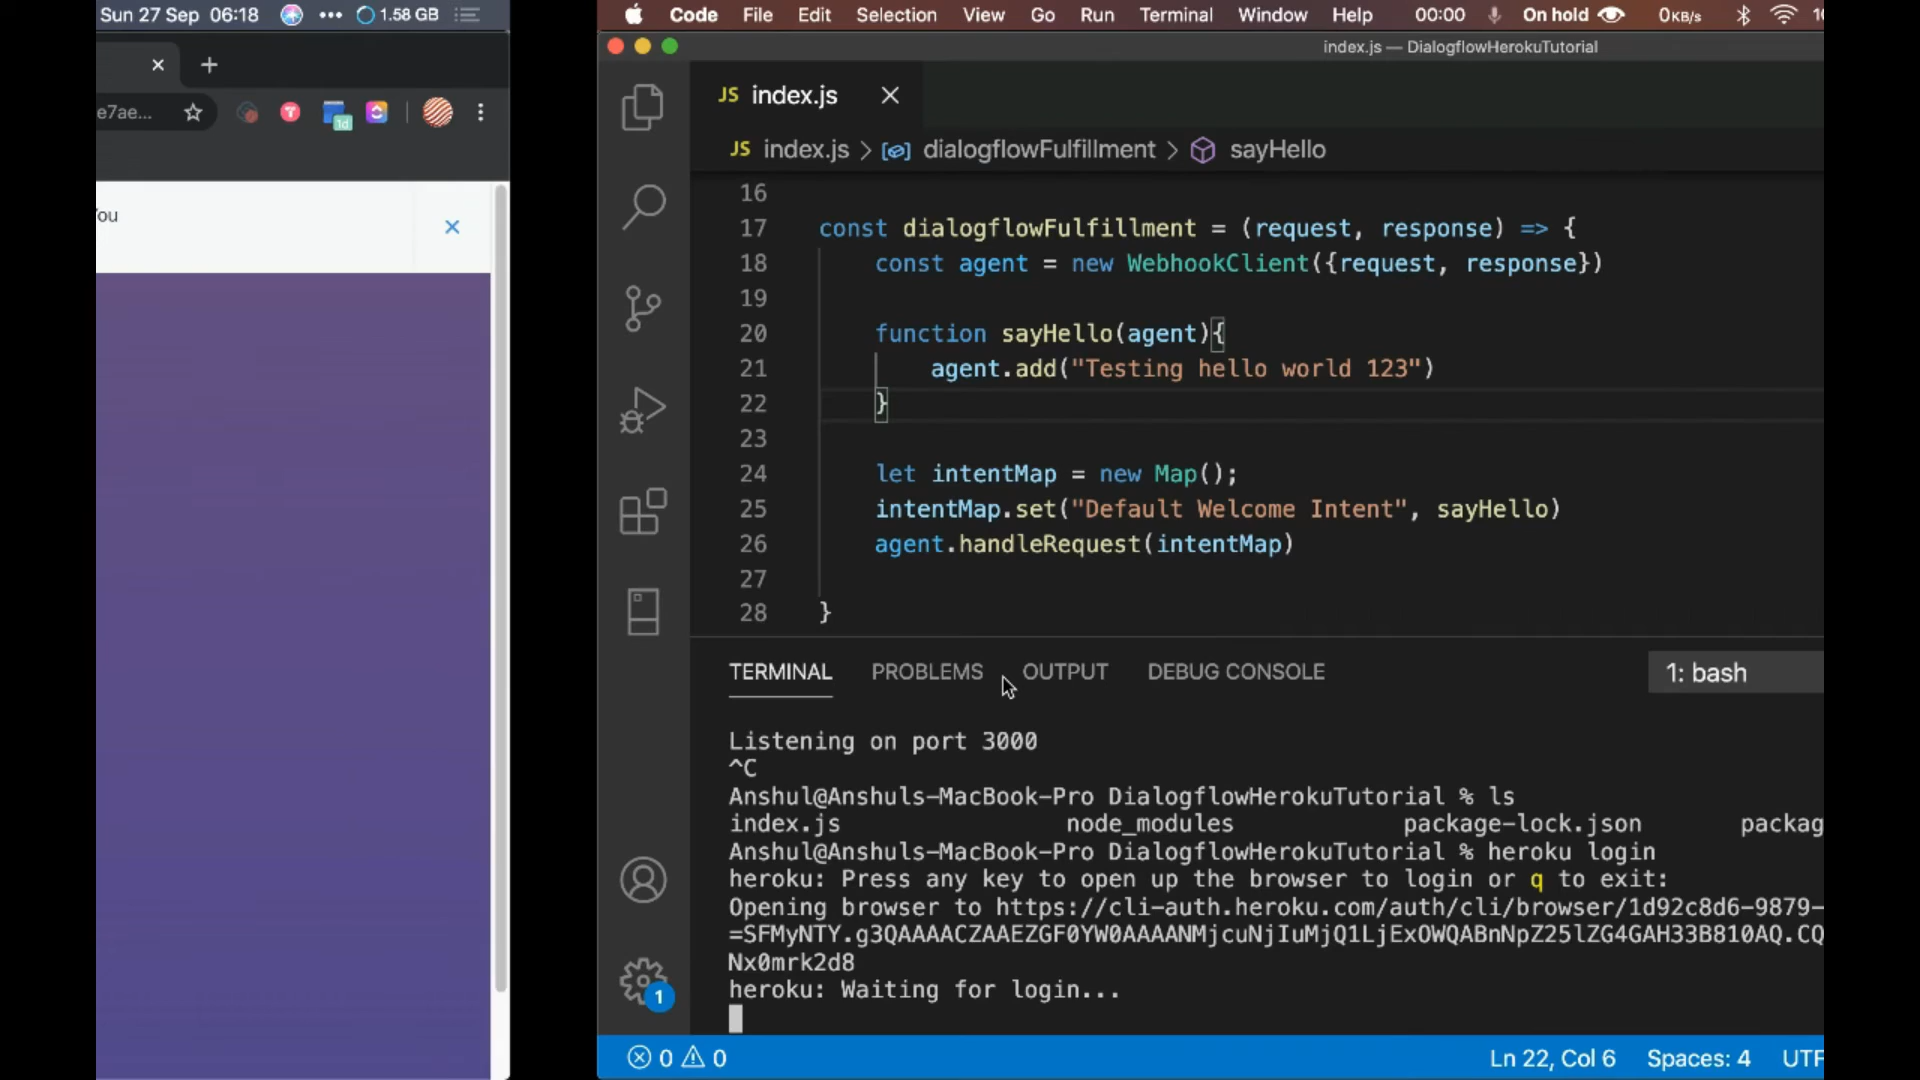 Sun 27 Sep 06:18 ••• 1.58 GB
e7ae...
1d
You
Code File Edit Selection View Go Run Terminal Window Help 00:00 On hold 0KB/s
index.js — DialogflowHerokuTutorial
JS index.js
JS index.js > dialogflowFulfillment > sayHello
16
17 const dialogflowFulfillment = (request, response) => {
18 const agent = new WebhookClient({request, response})
19
20 function sayHello(agent){
21 agent.add("Testing hello world 123")
22 }
23
24 let intentMap = new Map();
25 intentMap.set("Default Welcome Intent", sayHello)
26 agent.handleRequest(intentMap)
27
28 }
TERMINAL PROBLEMS OUTPUT DEBUG CONSOLE 1: bash
Listening on port 3000
^C
Anshul@Anshuls-MacBook-Pro DialogflowHerokuTutorial % ls
index.js node_modules package-lock.json packag
Anshul@Anshuls-MacBook-Pro DialogflowHerokuTutorial % heroku login
heroku: Press any key to open up the browser to login or q to exit:
Opening browser to https://cli-auth.heroku.com/auth/cli/browser/1d92c8d6-9879-
=SFMyNTY.g3QAAAACZAAEZGF0YW0AAAANMjcuNjIuMjQ1LjExOWQABnNpZ25lZG4GAH33B810AQ.CQ
Nx0mrk2d8
heroku: Waiting for login...
1
0 0 Ln 22, Col 6 Spaces: 4 UTF